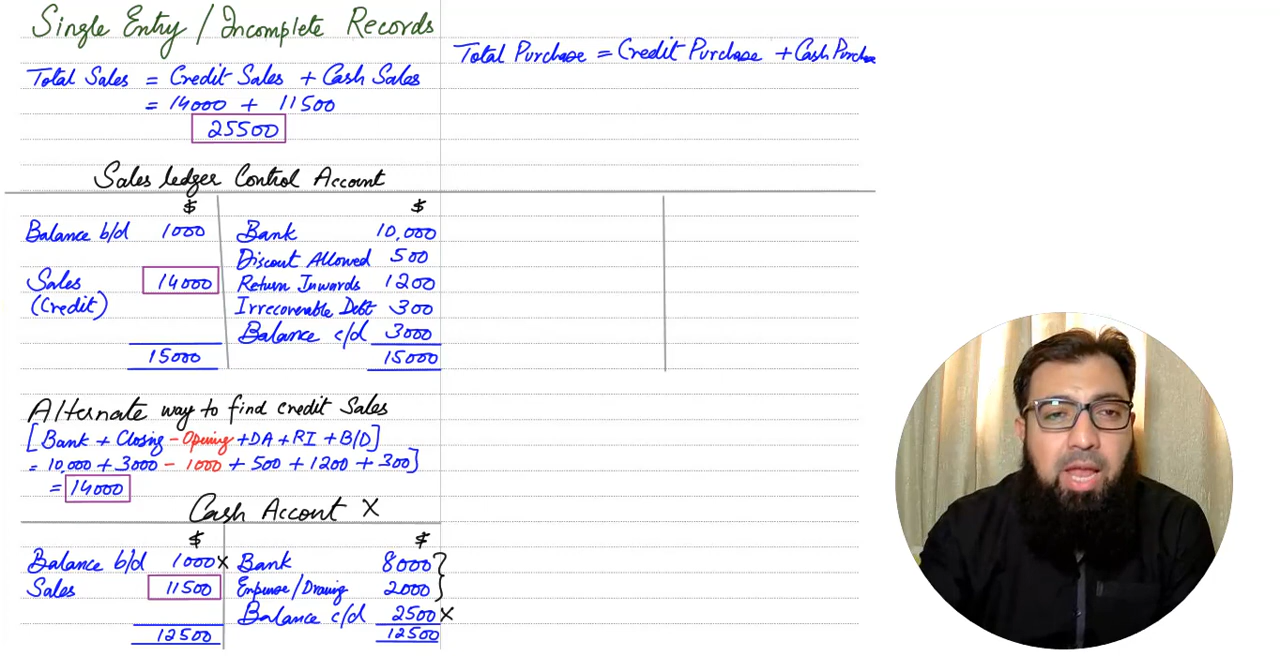 Single Entry / Incomplete Records
Total Sales = Credit Sales + Cash Sales
= 14000 + 11500
25500
Total Purchase = Credit Purchase + Cash Purchase
Sales ledger Control Account
$ $
Balance b/d 1000 Bank 10,000
Discount Allowed 500
Sales 14000 Return Inwards 1200
(Credit) Irrecoverable Debt 300
Balance c/d 3000
15000 15000
Alternate way to find credit Sales
[Bank + Closing - Opening + DA + RI + B/D]
= 10,000 + 3000 - 1000 + 500 + 1200 + 300]
= 14000
Cash Account X
$ $
Balance b/d 1000 X Bank 8000
Sales 11500 Expense/Drawing 2000
Balance c/d 2500 X
12500 12500